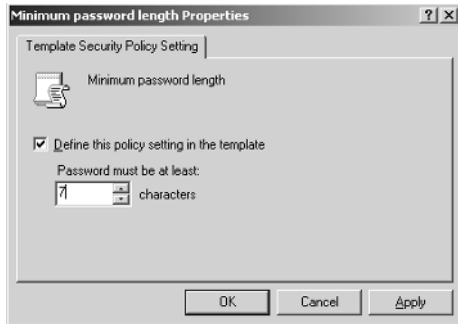 Minimum password length Properties
Template Security Policy Setting
Minimum password length
Define this policy setting in the template
Password must be at least:
7 characters
OK Cancel Apply